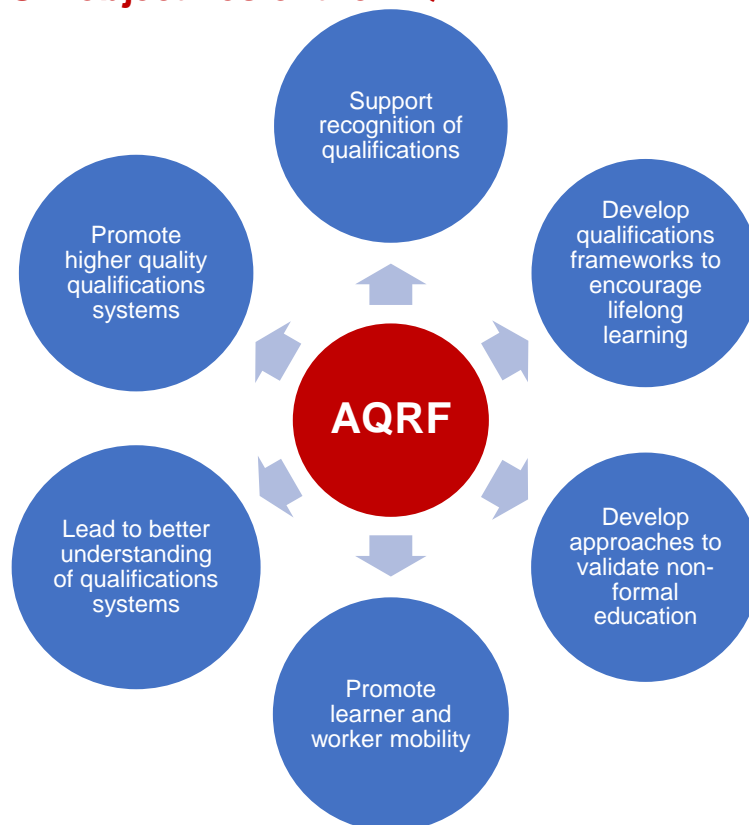 Support
recognition of
qualifications
Develop
qualifications
frameworks to
encourage
lifelong
learning
Develop
approaches to
validate non-
formal
education
Promote
learner and
worker mobility
Lead to better
understanding
of qualifications
systems
Promote
higher quality
qualifications
systems
AQRF